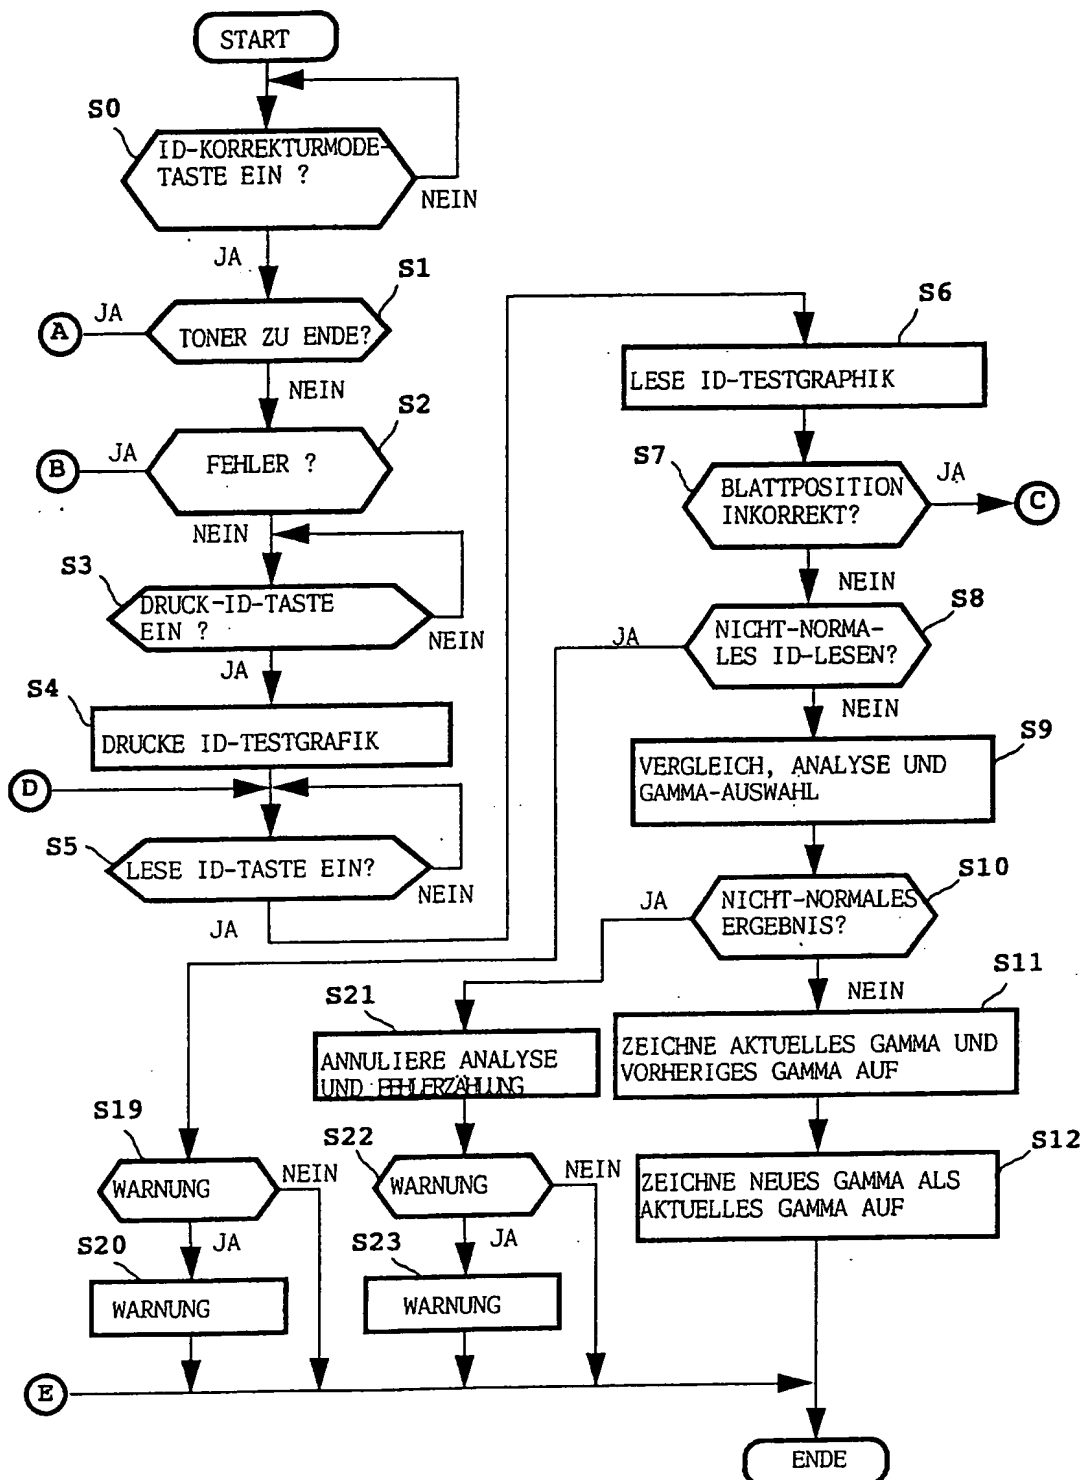 START
S0
ID-KORREKTURMODE-
TASTE EIN ?
NEIN
JA
S1
A
JA
TONER ZU ENDE?
NEIN
S2
B
JA
FEHLER ?
NEIN
S3
DRUCK-ID-TASTE
EIN ?
NEIN
JA
S4
DRUCKE ID-TESTGRAFIK
D
S5
LESE ID-TASTE EIN?
NEIN
JA
S6
LESE ID-TESTGRAPHIK
S7
BLATTPOSITION
INKORREKT?
JA
C
NEIN
S8
NICHT-NORMA-
LES ID-LESEN?
JA
NEIN
S9
VERGLEICH, ANALYSE UND
GAMMA-AUSWAHL
S10
NICHT-NORMALES
ERGEBNIS?
JA
NEIN
S11
ZEICHNE AKTUELLES GAMMA UND
VORHERIGES GAMMA AUF
S12
ZEICHNE NEUES GAMMA ALS
AKTUELLES GAMMA AUF
S21
ANNULIERE ANALYSE
UND FEHLERZÄHLUNG
S19
WARNUNG
NEIN
JA
S20
WARNUNG
S22
WARNUNG
NEIN
JA
S23
WARNUNG
E
ENDE